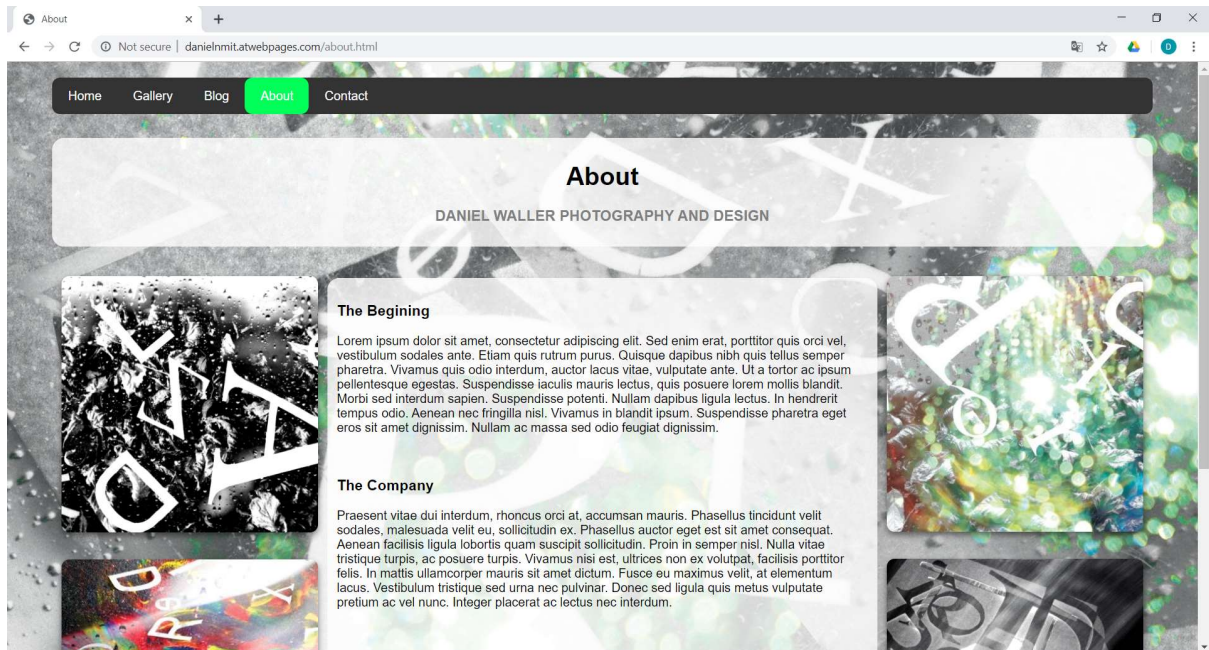 About
Not secure | danielnmit.atwebpages.com/about.html
D
Home Gallery Blog About Contact
About
DANIEL WALLER PHOTOGRAPHY AND DESIGN
The Begining
Lorem ipsum dolor sit amet, consectetur adipiscing elit. Sed enim erat, porttitor quis orci vel,
vestibulum sodales ante. Etiam quis rutrum purus. Quisque dapibus nibh quis tellus semper
pharetra. Vivamus quis odio interdum, auctor lacus vitae, vulputate ante. Ut a tortor ac ipsum
pellentesque egestas. Suspendisse iaculis mauris lectus, quis posuere lorem mollis blandit.
Morbi sed interdum sapien. Suspendisse potenti. Nullam dapibus ligula lectus. In hendrerit
tempus odio. Aenean nec fringilla nisl. Vivamus in blandit ipsum. Suspendisse pharetra eget
eros sit amet dignissim. Nullam ac massa sed odio feugiat dignissim.
The Company
Praesent vitae dui interdum, rhoncus orci at, accumsan mauris. Phasellus tincidunt velit
sodales, malesuada velit eu, sollicitudin ex. Phasellus auctor eget est sit amet consequat.
Aenean facilisis ligula lobortis quam suscipit sollicitudin. Proin in semper nisl. Nulla vitae
tristique turpis, ac posuere turpis. Vivamus nisi est, ultrices non ex volutpat, facilisis porttitor
felis. In mattis ullamcorper mauris sit amet dictum. Fusce eu maximus velit, at elementum
lacus. Vestibulum tristique sed urna nec pulvinar. Donec sed ligula quis metus vulputate
pretium ac vel nunc. Integer placerat ac lectus nec interdum.